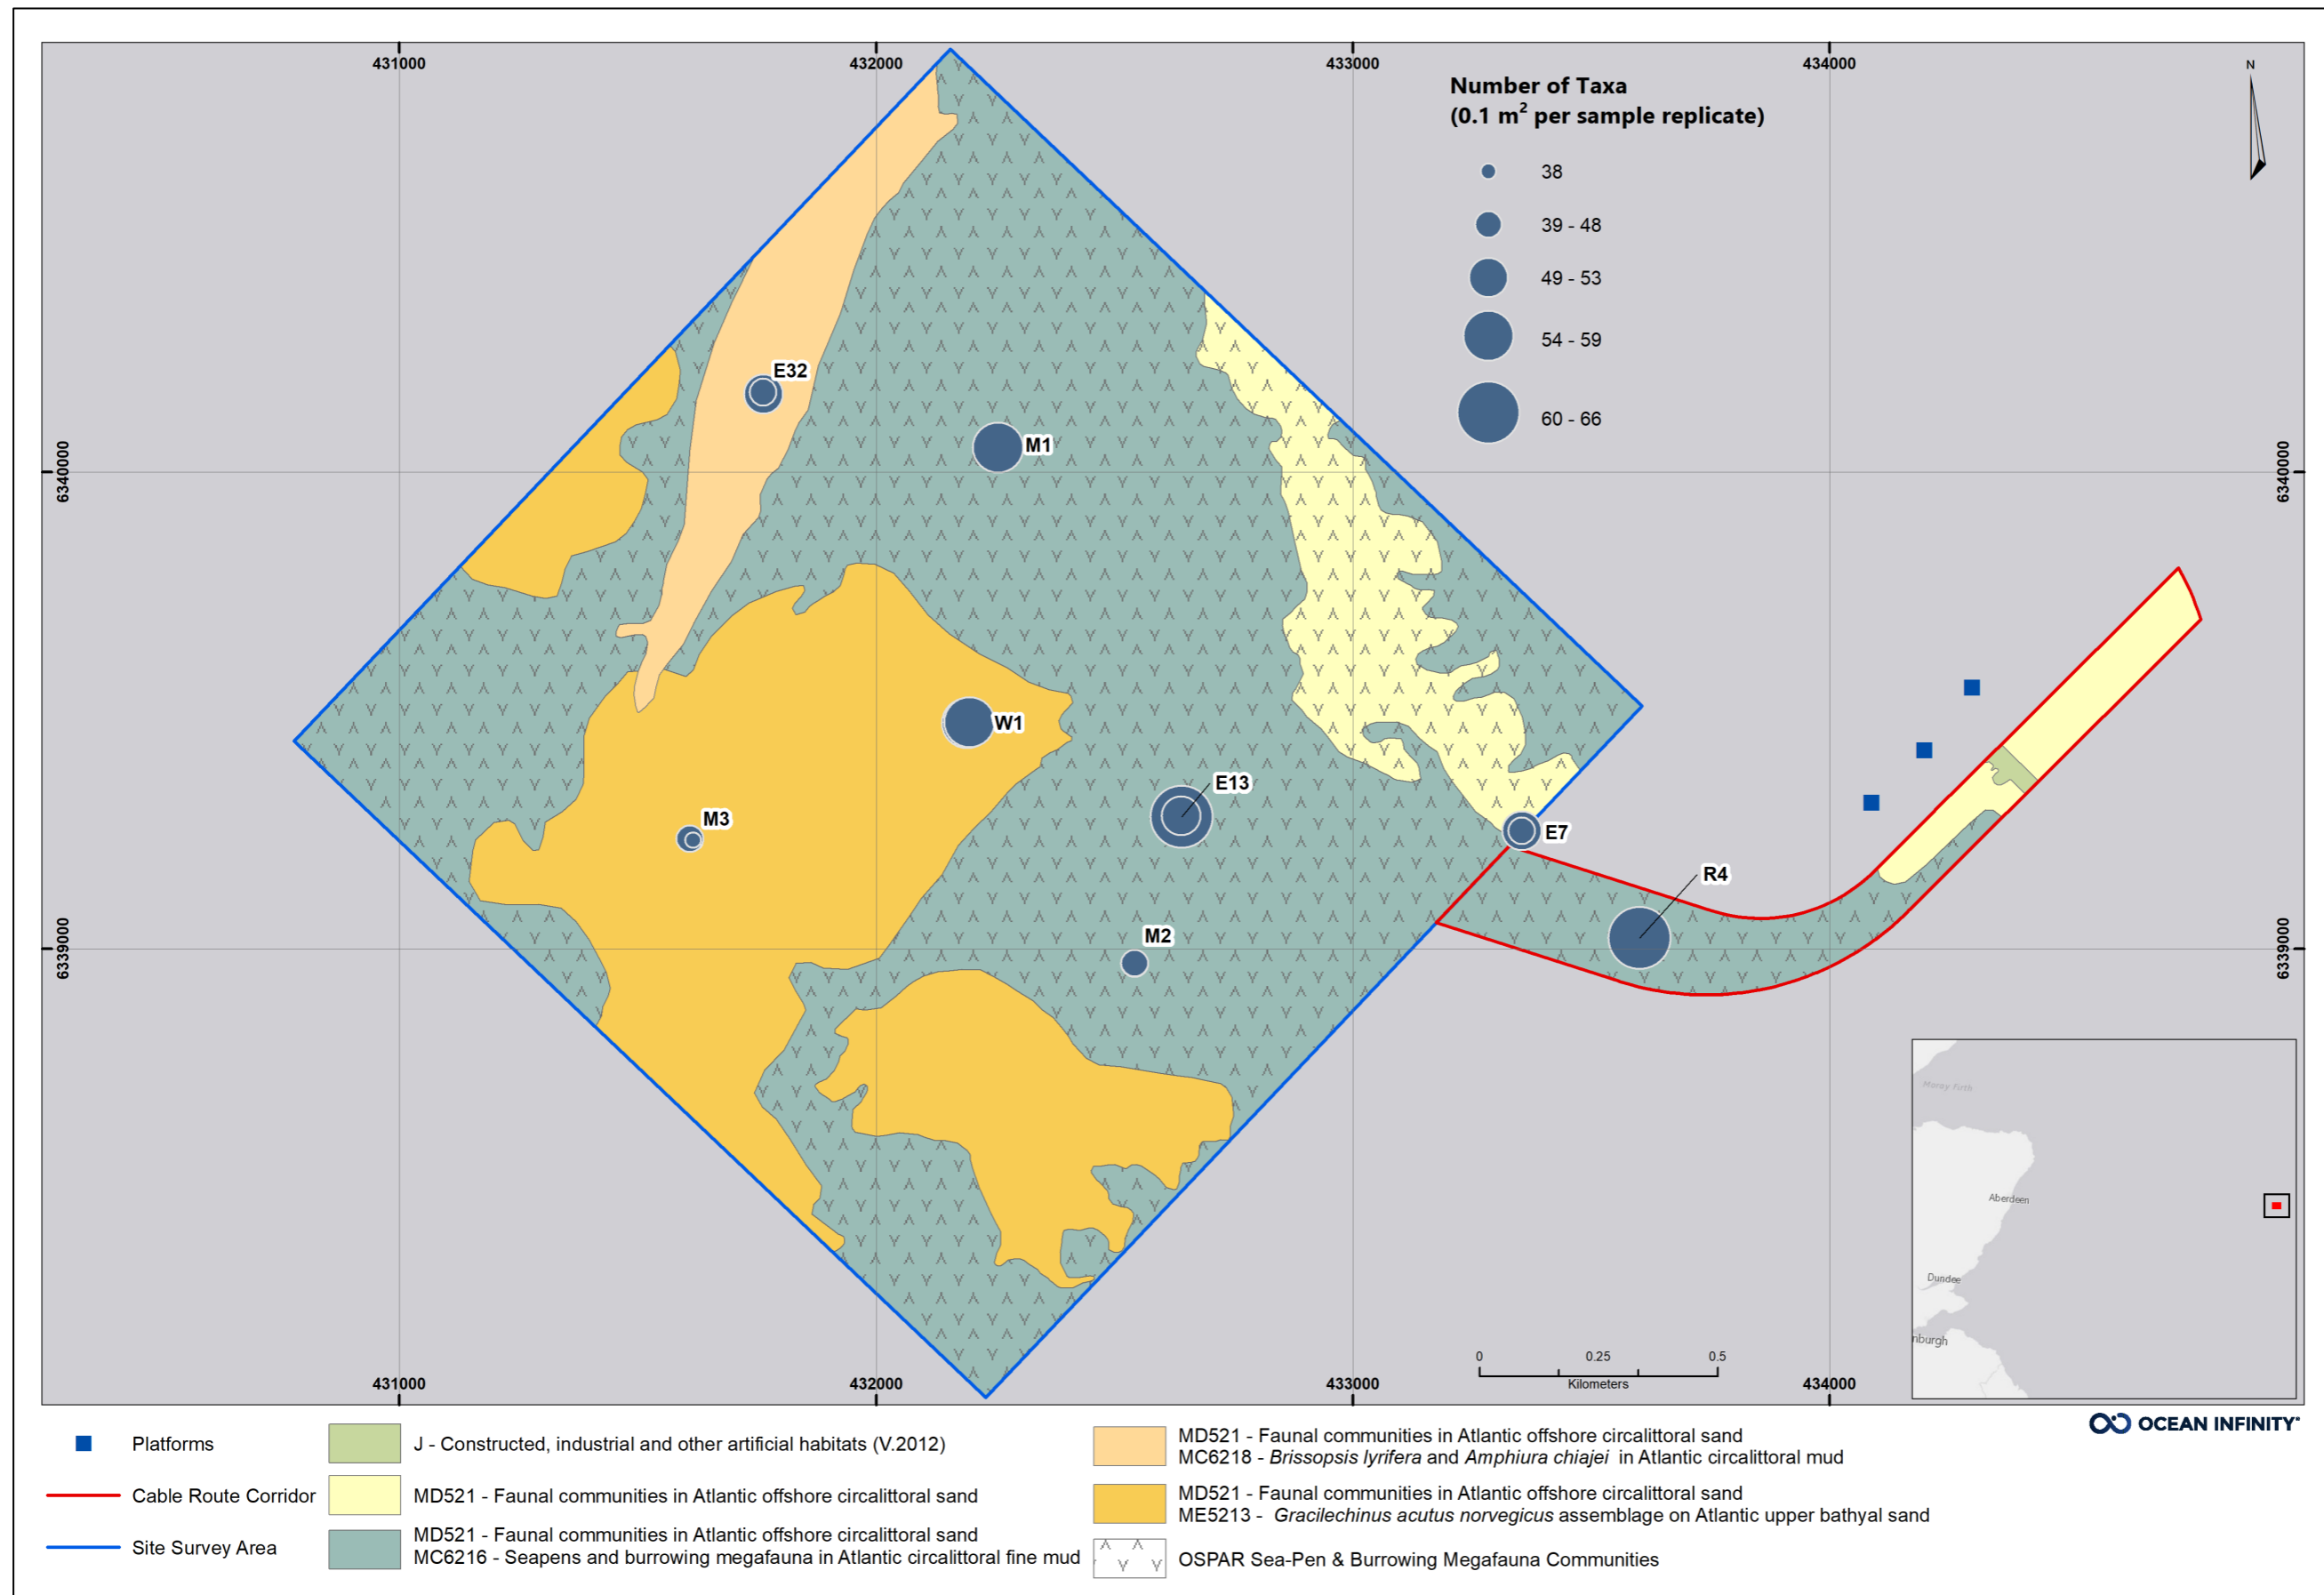 431000
432000
433000
434000
N
Number of Taxa
(0.1 m² per sample replicate)
38
39 - 48
49 - 53
54 - 59
60 - 66
E32
M1
6340000
6340000
W1
E13
M3
E7
R4
M2
6339000
6339000
Moray Firth
Aberdeen
Dundee
nburgh
0
0.25
0.5
Kilometers
431000
432000
433000
434000
OCEAN INFINITY®
Platforms
Cable Route Corridor
Site Survey Area
J - Constructed, industrial and other artificial habitats (V.2012)
MD521 - Faunal communities in Atlantic offshore circalittoral sand
MD521 - Faunal communities in Atlantic offshore circalittoral sand
MC6216 - Seapens and burrowing megafauna in Atlantic circalittoral fine mud
MD521 - Faunal communities in Atlantic offshore circalittoral sand
MC6218 - Brissopsis lyrifera and Amphiura chiajei in Atlantic circalittoral mud
MD521 - Faunal communities in Atlantic offshore circalittoral sand
ME5213 - Gracilechinus acutus norvegicus assemblage on Atlantic upper bathyal sand
OSPAR Sea-Pen & Burrowing Megafauna Communities